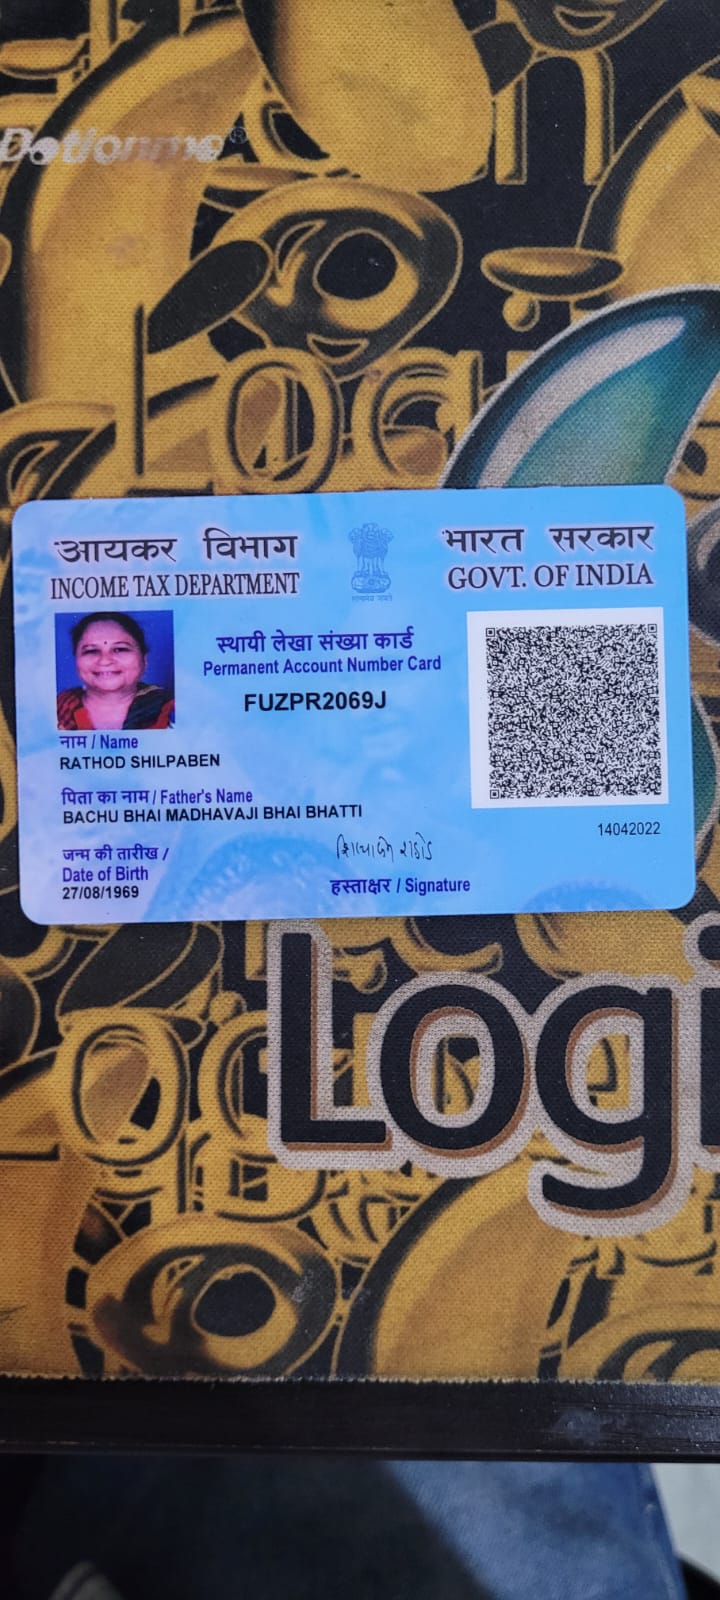 Dotionme®
Logi
आयकर विभाग
INCOME TAX DEPARTMENT
भारत सरकार
GOVT. OF INDIA
सत्यमेव जयते
स्थायी लेखा संख्या कार्ड
Permanent Account Number Card
FUZPR2069J
नाम / Name
RATHOD SHILPABEN
पिता का नाम / Father's Name
BACHU BHAI MADHAVAJI BHAI BHATTI
14042022
जन्म की तारीख /
Date of Birth
27/08/1969
हस्ताक्षर / Signature
Logi